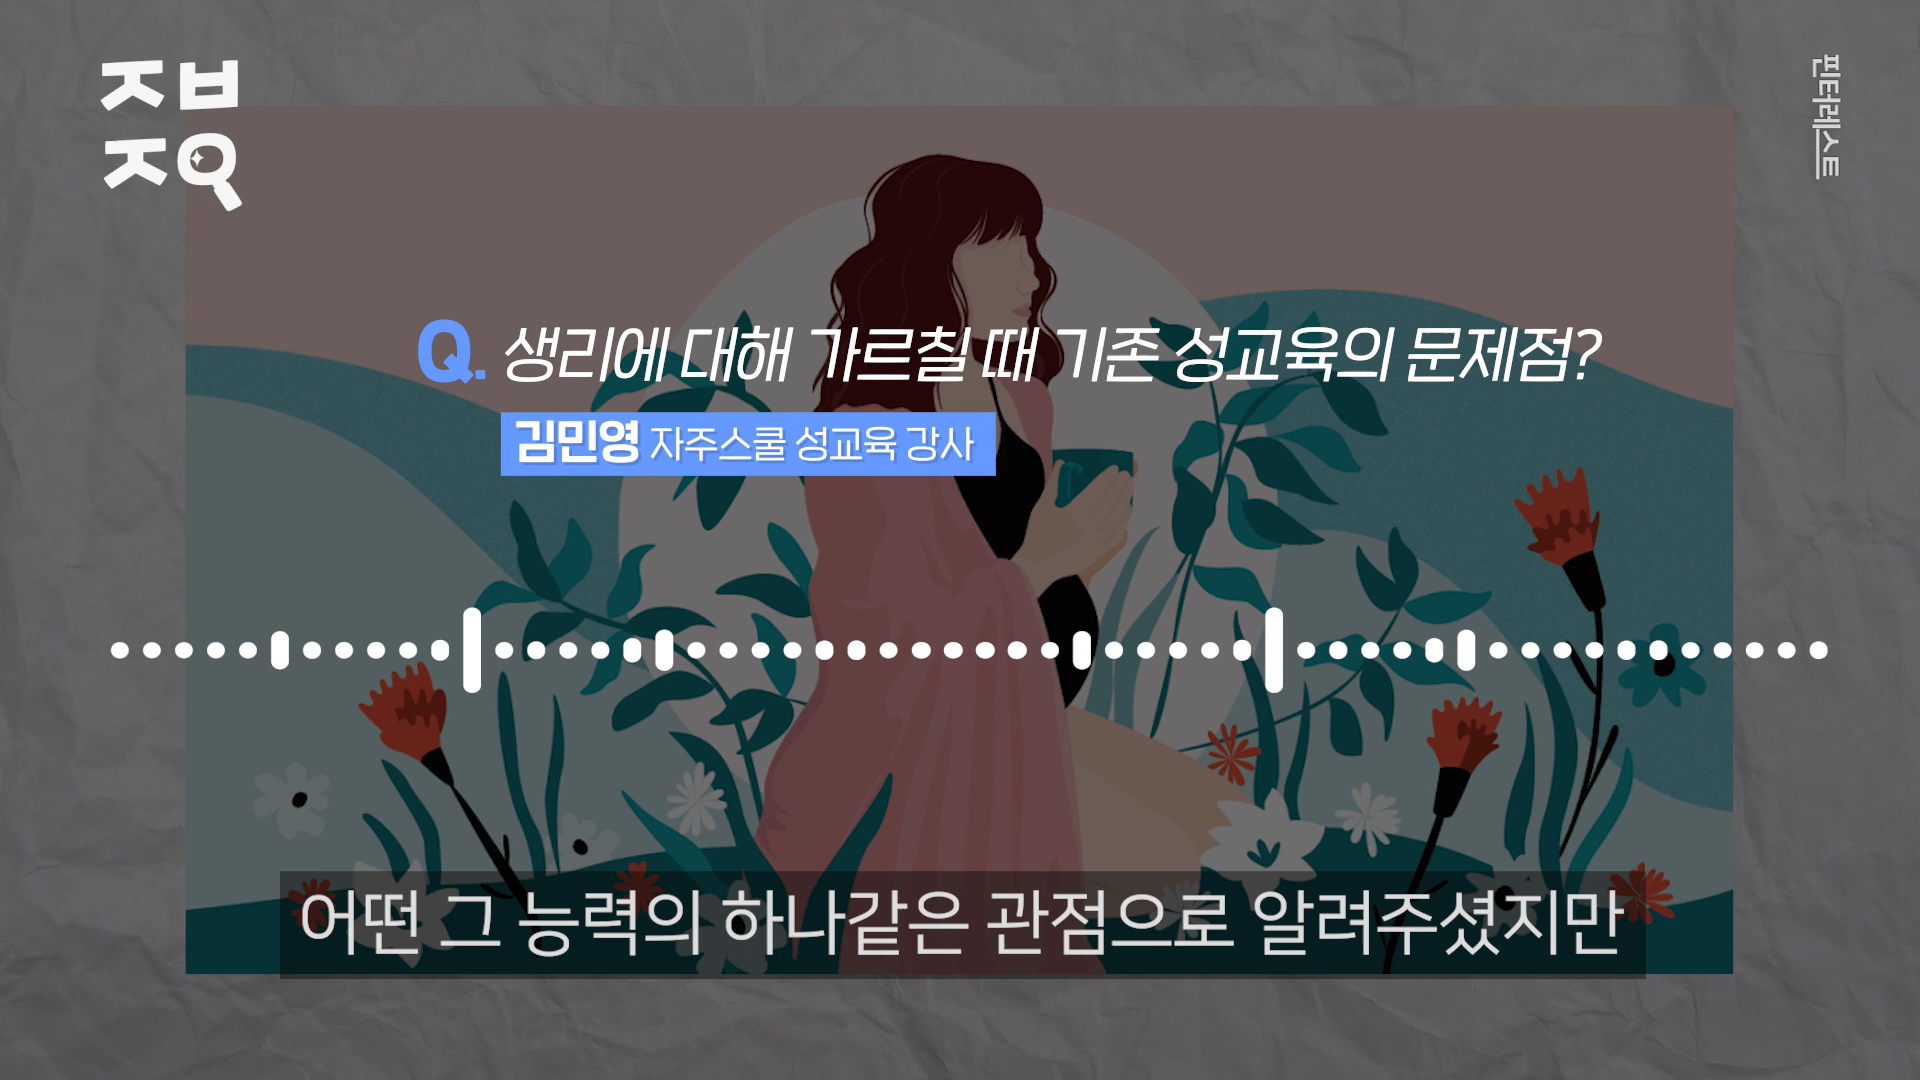 핀터레스트
Q. 생리에 대해 가르칠 때 기존 성교육의 문제점?
김민영 자주스쿨 성교육 강사
어떤 그 능력의 하나같은 관점으로 알려주셨지만